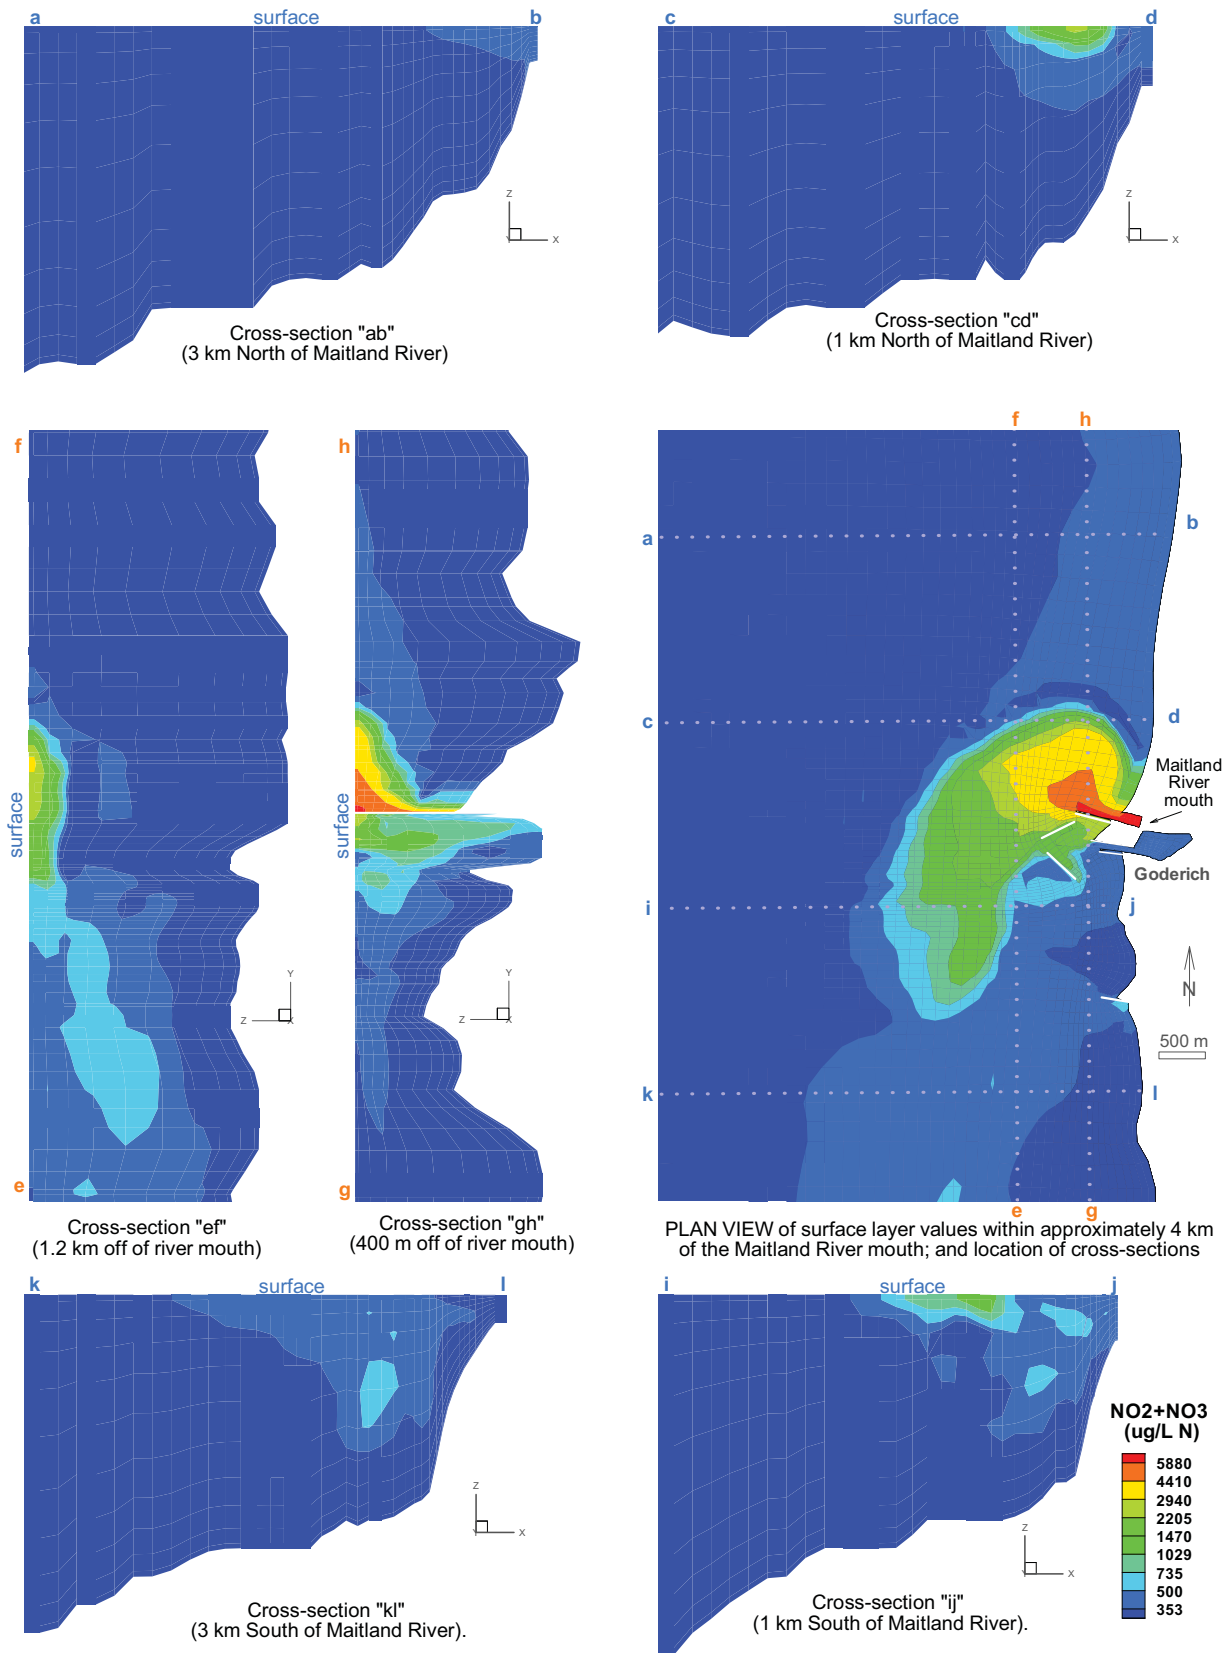 a surface b
z
x
Y
Cross-section "ab"
(3 km North of Maitland River)
c surface d
z
x
Cross-section "cd"
(1 km North of Maitland River)
f
surface
e
Y
Z
X
Cross-section "ef"
(1.2 km off of river mouth)
h
surface
g
Y
Z
X
Cross-section "gh"
(400 m off of river mouth)
f h
a b
c d
Maitland
River
mouth
Goderich
i j
N
500 m
k l
e g
PLAN VIEW of surface layer values within approximately 4 km
of the Maitland River mouth; and location of cross-sections
k surface l
z
x
Cross-section "kl"
(3 km South of Maitland River).
i surface j
z
x
Cross-section "ij"
(1 km South of Maitland River).
NO2+NO3
(ug/L N)
5880
4410
2940
2205
1470
1029
735
500
353